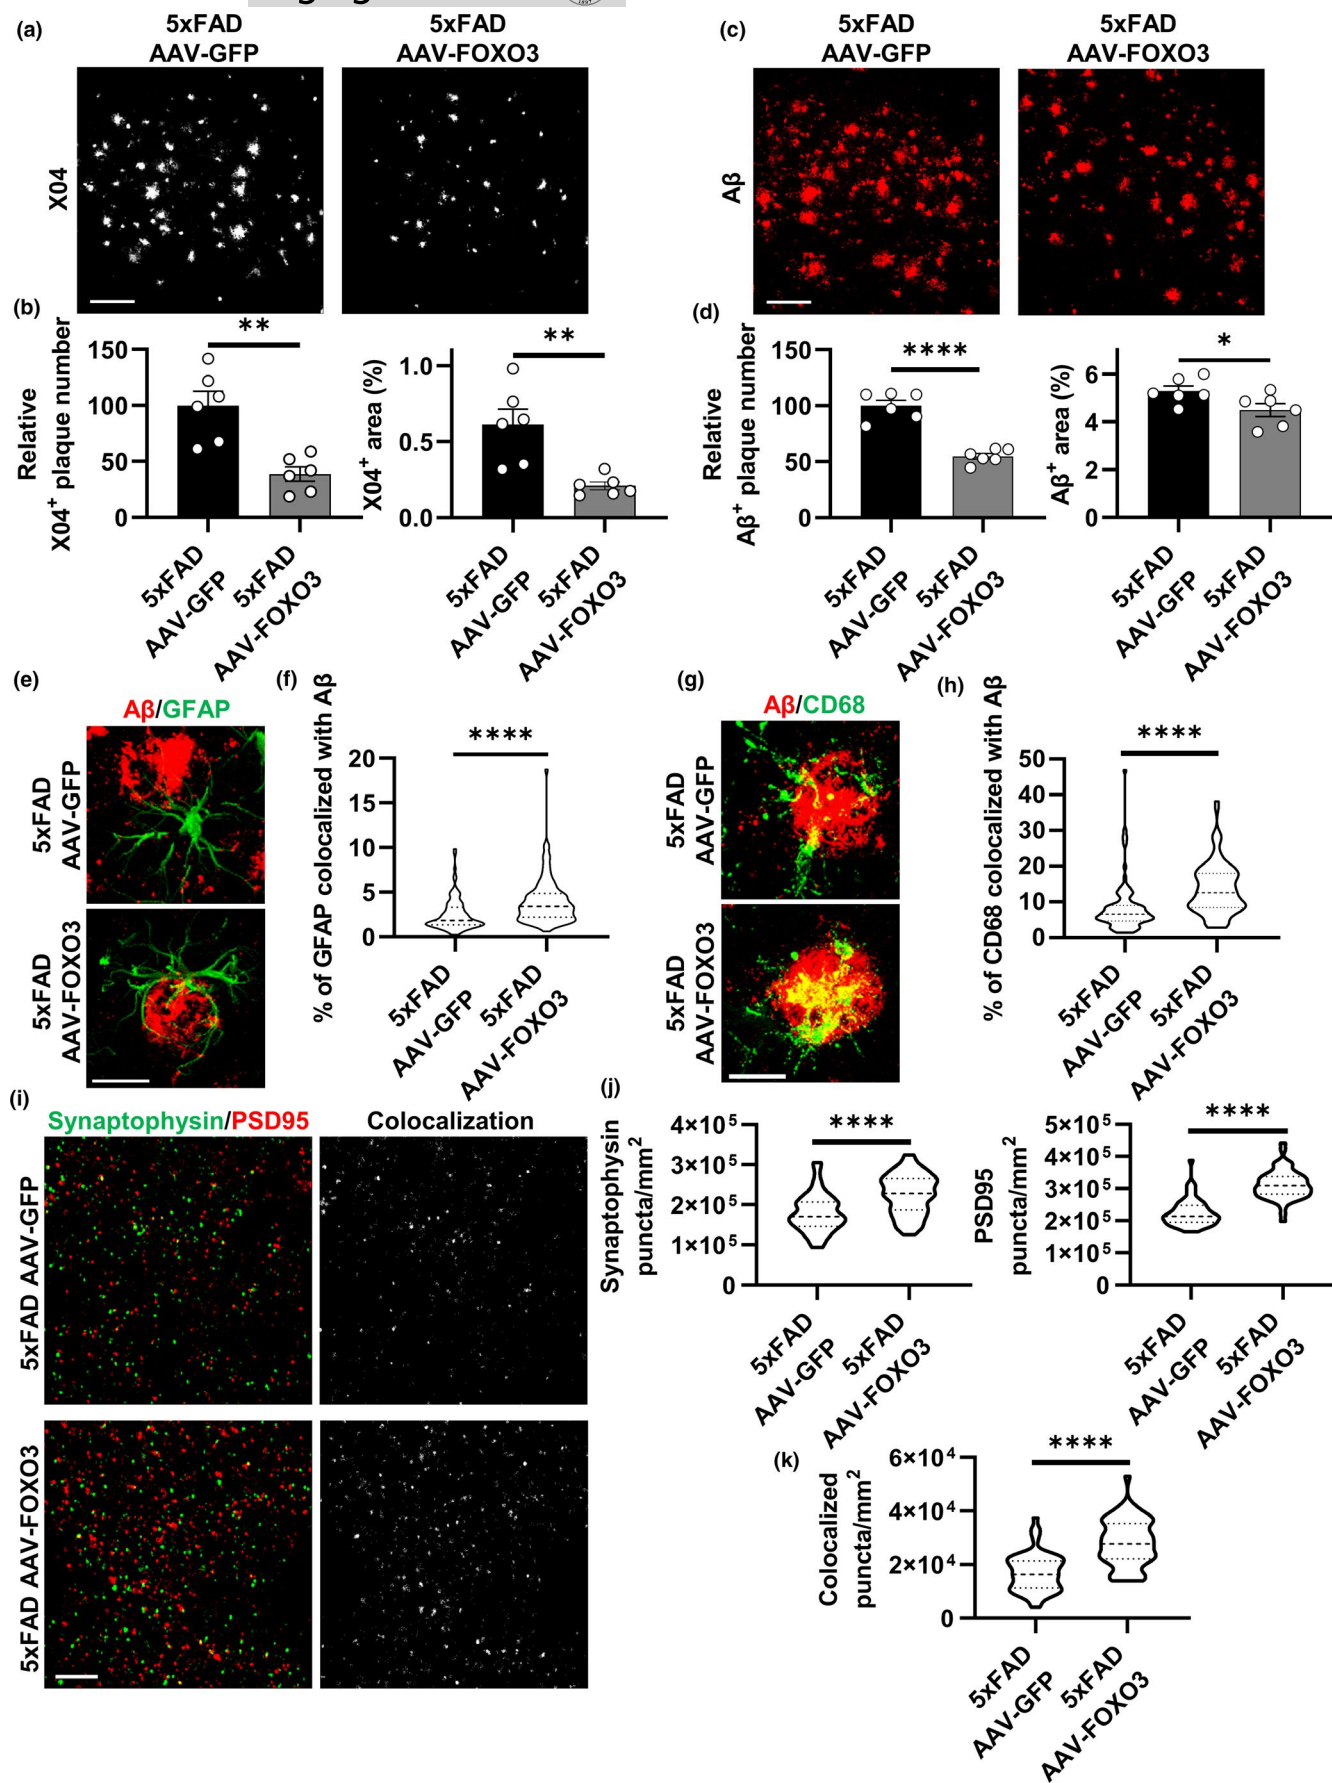 (a)
5xFAD
AAV-GFP
5xFAD
AAV-FOXO3
X04
(c)
5xFAD
AAV-GFP
5xFAD
AAV-FOXO3
Aβ
(b)
Relative
X04⁺ plaque number
150
100
50
0
**
5xFAD
AAV-GFP
5xFAD
AAV-FOXO3
X04⁺ area (%)
1.0
0.5
0.0
**
5xFAD
AAV-GFP
5xFAD
AAV-FOXO3
(d)
Relative
Aβ⁺ plaque number
150
100
50
0
****
5xFAD
AAV-GFP
5xFAD
AAV-FOXO3
Aβ⁺ area (%)
6
4
2
0
*
5xFAD
AAV-GFP
5xFAD
AAV-FOXO3
(e)
Aβ/GFAP
5xFAD
AAV-GFP
5xFAD
AAV-FOXO3
(f)
% of GFAP colocalized with Aβ
20
15
10
5
0
****
5xFAD
AAV-GFP
5xFAD
AAV-FOXO3
(g)
Aβ/CD68
5xFAD
AAV-GFP
5xFAD
AAV-FOXO3
(h)
% of CD68 colocalized with Aβ
50
40
30
20
10
0
****
5xFAD
AAV-GFP
5xFAD
AAV-FOXO3
(i)
Synaptophysin/PSD95
Colocalization
5xFAD AAV-GFP
5xFAD AAV-FOXO3
(j)
Synaptophysin
puncta/mm²
4×10⁵
3×10⁵
2×10⁵
1×10⁵
0
****
5xFAD
AAV-GFP
5xFAD
AAV-FOXO3
PSD95
puncta/mm²
5×10⁵
4×10⁵
3×10⁵
2×10⁵
1×10⁵
0
****
5xFAD
AAV-GFP
5xFAD
AAV-FOXO3
(k)
Colocalized
puncta/mm²
6×10⁴
4×10⁴
2×10⁴
0
****
5xFAD
AAV-GFP
5xFAD
AAV-FOXO3